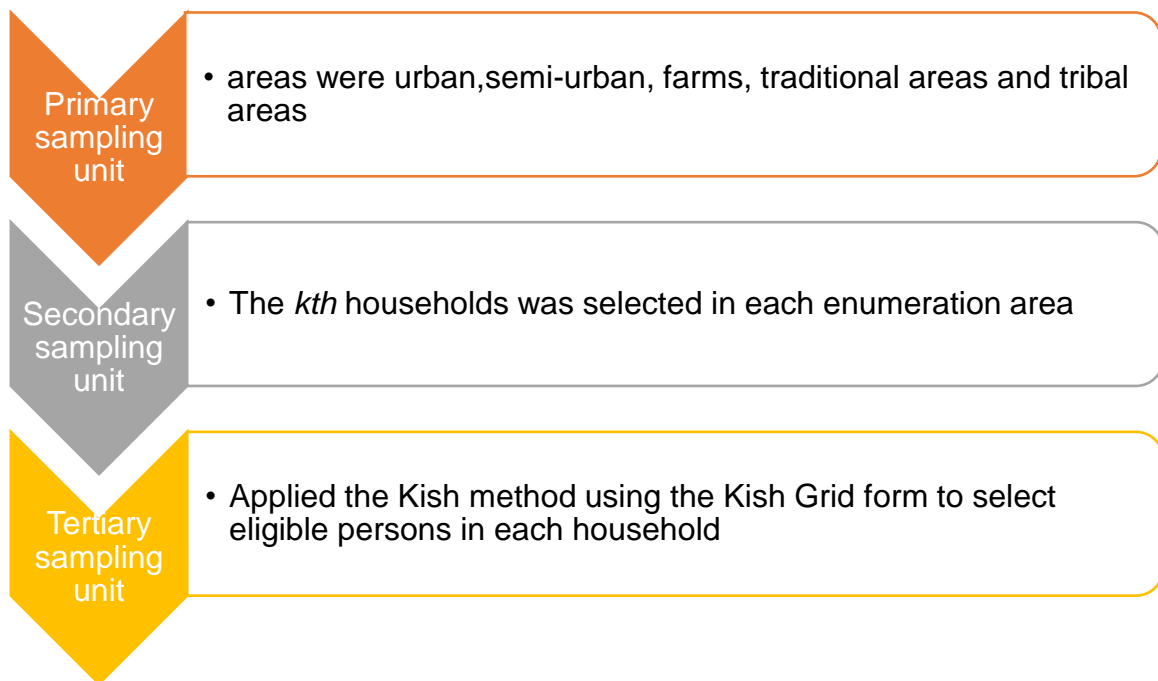 Primary
sampling
unit
• areas were urban,semi-urban, farms, traditional areas and tribal
areas
Secondary
sampling
unit
• The kth households was selected in each enumeration area
Tertiary
sampling
unit
• Applied the Kish method using the Kish Grid form to select
eligible persons in each household